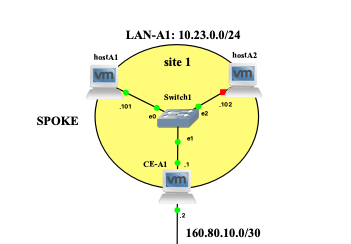 LAN-A1: 10.23.0.0/24
hostA1
hostA2
site 1
vm
vm
Switch1
.101
.102
e0
e2
SPOKE
e1
CE-A1
.1
vm
.2
160.80.10.0/30